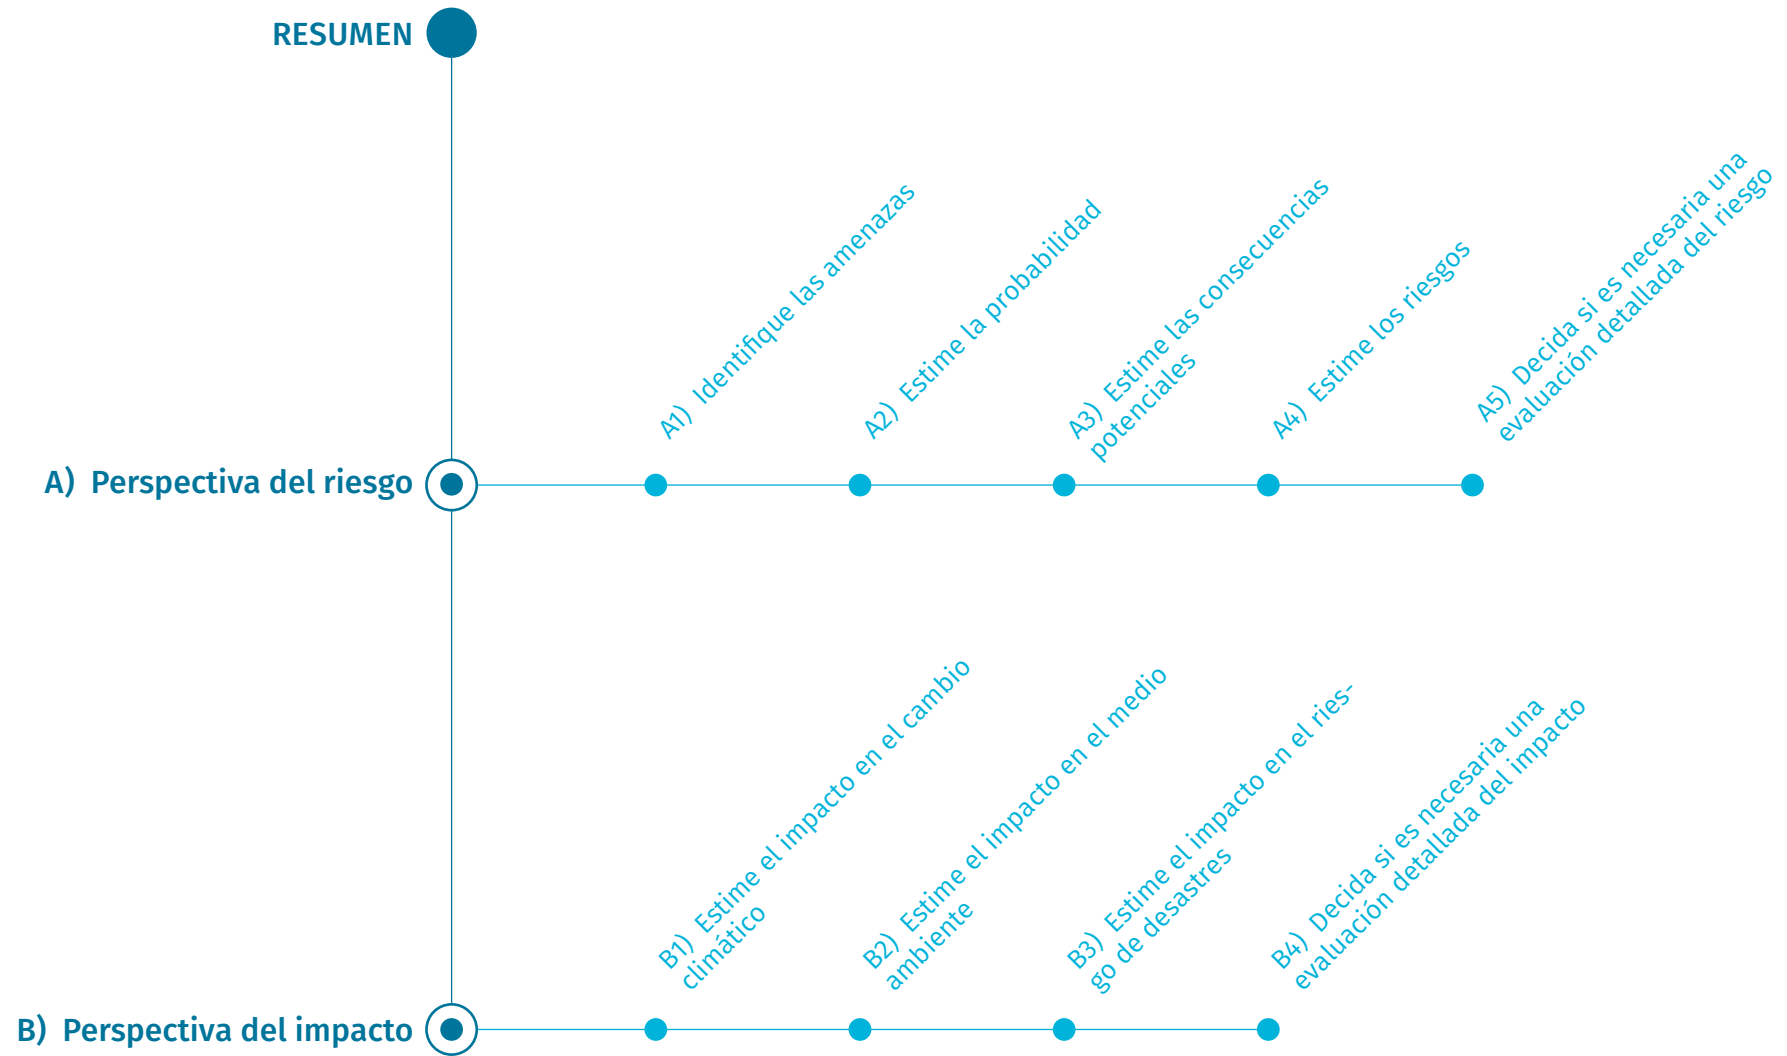 RESUMEN
A) Perspectiva del riesgo
A1) Identifique las amenazas
A2) Estime la probabilidad
A3) Estime las consecuencias
potenciales
A4) Estime los riesgos
A5) Decida si es necesaria una
evaluación detallada del riesgo
B) Perspectiva del impacto
B1) Estime el impacto en el cambio
climático
B2) Estime el impacto en el medio
ambiente
B3) Estime el impacto en el ries-
go de desastres
B4) Decida si es necesaria una
evaluación detallada del impacto